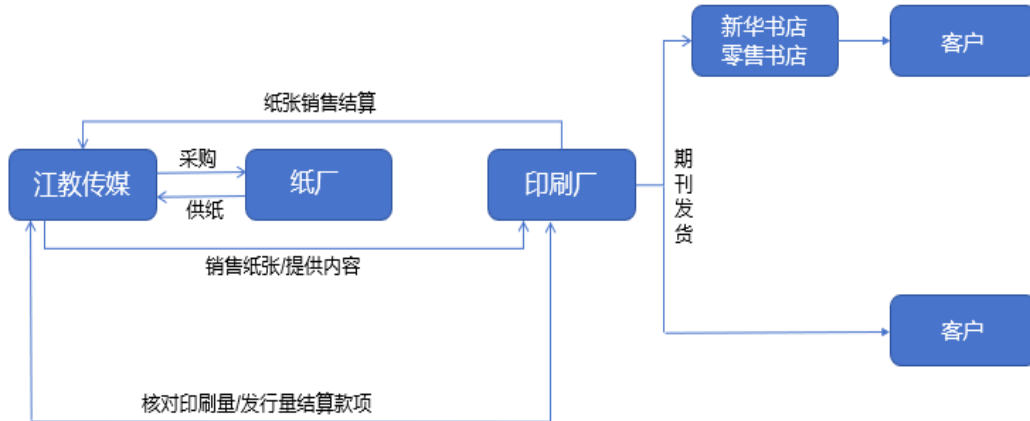 新华书店
零售书店
客户
纸张销售结算
江教传媒
采购
供纸
纸厂
印刷厂
期刊发货
销售纸张/提供内容
客户
核对印刷量/发行量结算款项